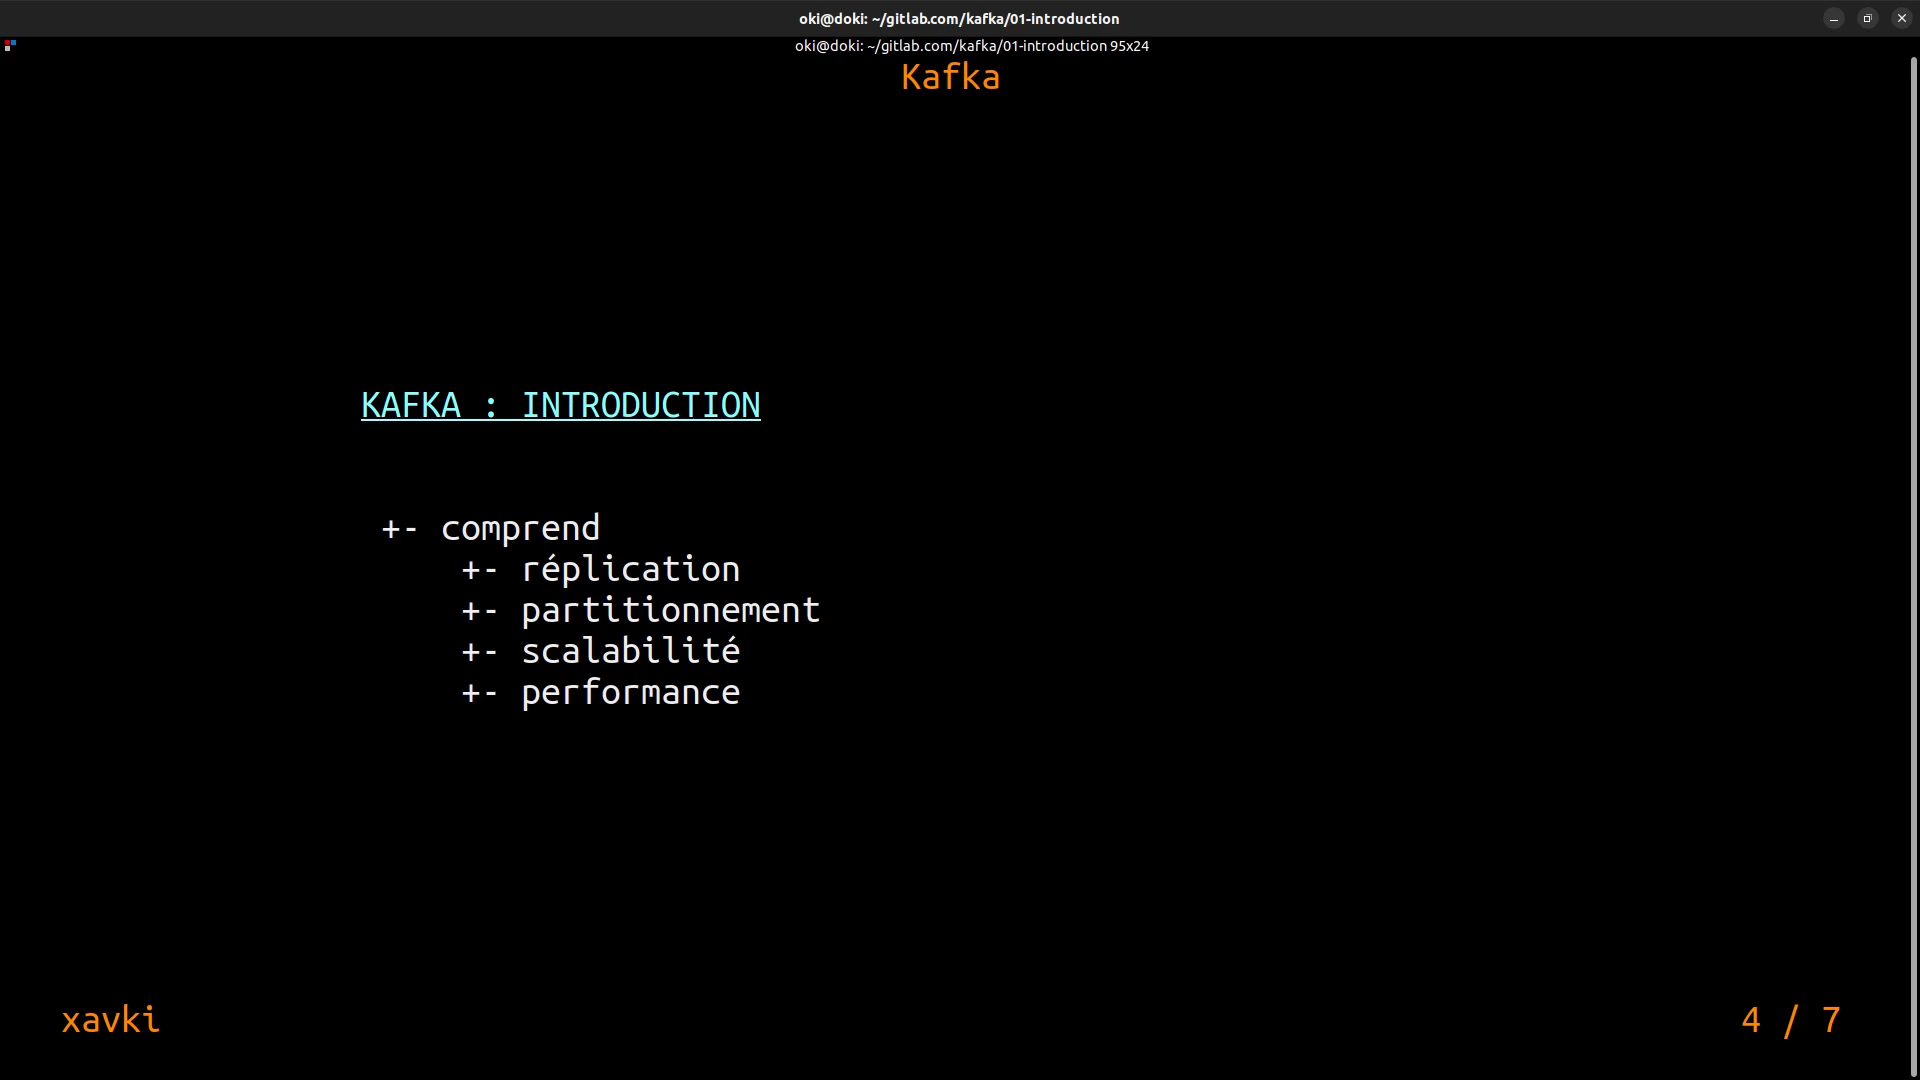 oki@doki: ~/gitlab.com/kafka/01-introduction
oki@doki: ~/gitlab.com/kafka/01-introduction 95x24
Kafka
KAFKA : INTRODUCTION
+- comprend
+- réplication
+- partitionnement
+- scalabilité
+- performance
xavki
4 / 7